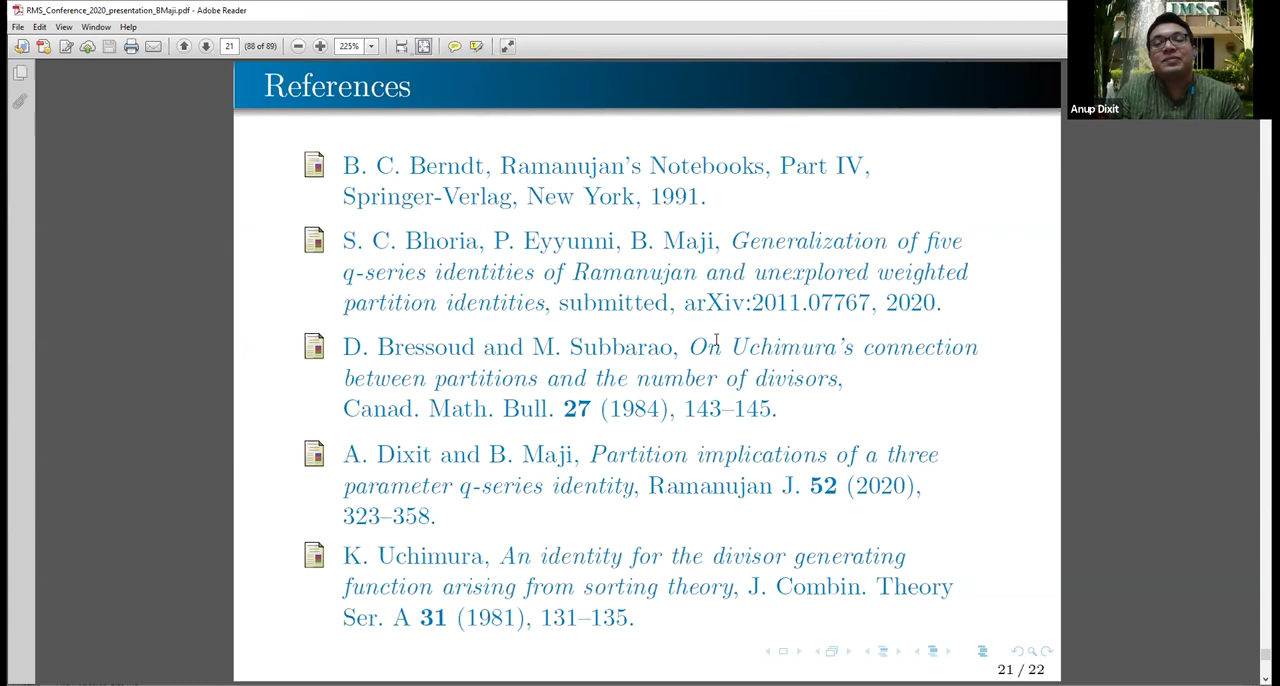 RMS_Conference_2020_presentation_BMaji.pdf - Adobe Reader
File Edit View Window Help
21 (88 of 89) 225%
References
B. C. Berndt, Ramanujan's Notebooks, Part IV,
Springer-Verlag, New York, 1991.
S. C. Bhoria, P. Eyyunni, B. Maji, Generalization of five
q-series identities of Ramanujan and unexplored weighted
partition identities, submitted, arXiv:2011.07767, 2020.
D. Bressoud and M. Subbarao, On Uchimura's connection
between partitions and the number of divisors,
Canad. Math. Bull. 27 (1984), 143–145.
A. Dixit and B. Maji, Partition implications of a three
parameter q-series identity, Ramanujan J. 52 (2020),
323–358.
K. Uchimura, An identity for the divisor generating
function arising from sorting theory, J. Combin. Theory
Ser. A 31 (1981), 131–135.
21 / 22
IMSc
Anup Dixit